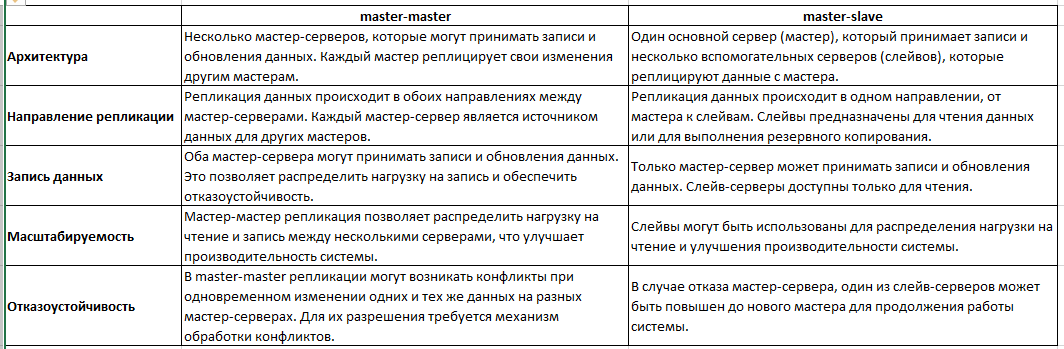 master-master
master-slave
Архитектура
Несколько мастер-серверов, которые могут принимать записи и
обновления данных. Каждый мастер реплицирует свои изменения
другим мастерам.
Один основной сервер (мастер), который принимает записи и
несколько вспомогательных серверов (слейвов), которые
реплицируют данные с мастера.
Направление репликации
Репликация данных происходит в обоих направлениях между
мастер-серверами. Каждый мастер-сервер является источником
данных для других мастеров.
Репликация данных происходит в одном направлении, от
мастера к слейвам. Слейвы предназначены для чтения данных
или для выполнения резервного копирования.
Запись данных
Оба мастер-сервера могут принимать записи и обновления данных.
Это позволяет распределить нагрузку на запись и обеспечить
отказоустойчивость.
Только мастер-сервер может принимать записи и обновления
данных. Слейв-серверы доступны только для чтения.
Масштабируемость
Мастер-мастер репликация позволяет распределить нагрузку на
чтение и запись между несколькими серверами, что улучшает
производительность системы.
Слейвы могут быть использованы для распределения нагрузки на
чтение и улучшения производительности системы.
Отказоустойчивость
В master-master репликации могут возникать конфликты при
одновременном изменении одних и тех же данных на разных
мастер-серверах. Для их разрешения требуется механизм
обработки конфликтов.
В случае отказа мастер-сервера, один из слейв-серверов может
быть повышен до нового мастера для продолжения работы
системы.